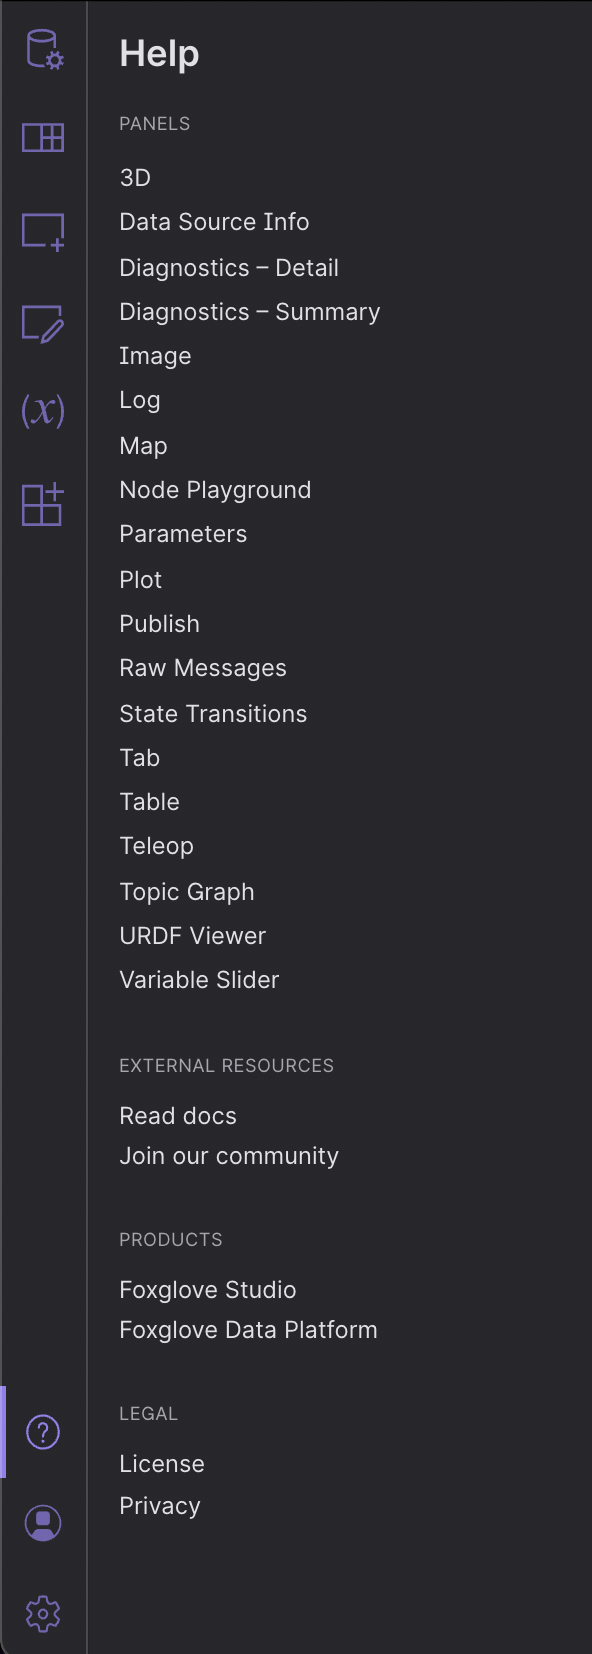 Help
PANELS
3D
Data Source Info
Diagnostics – Detail
Diagnostics – Summary
Image
Log
Map
Node Playground
Parameters
Plot
Publish
Raw Messages
State Transitions
Tab
Table
Teleop
Topic Graph
URDF Viewer
Variable Slider
EXTERNAL RESOURCES
Read docs
Join our community
PRODUCTS
Foxglove Studio
Foxglove Data Platform
LEGAL
License
Privacy
(x)
?